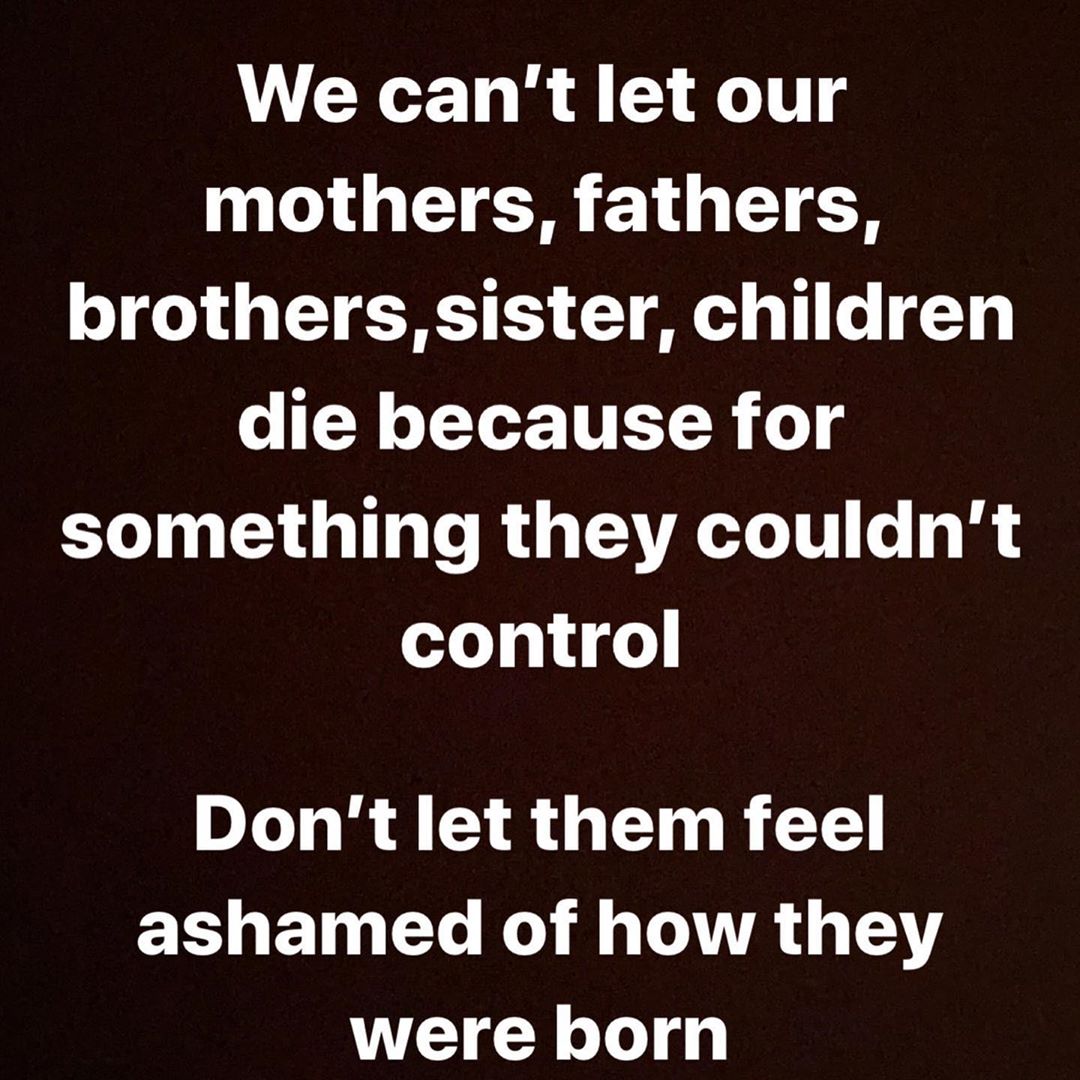 We can’t let our
mothers, fathers,
brothers,sister, children
die because for
something they couldn’t
control
Don’t let them feel
ashamed of how they
were born